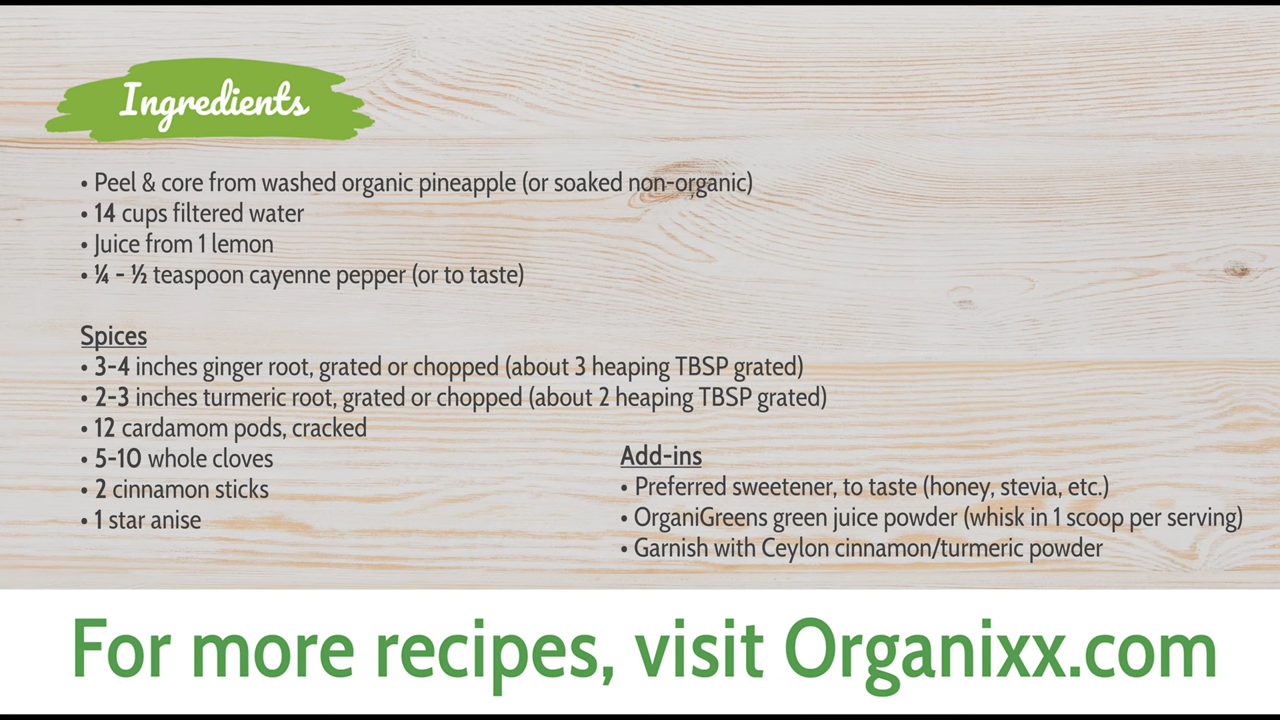 Ingredients
• Peel & core from washed organic pineapple (or soaked non-organic)
• 14 cups filtered water
• Juice from 1 lemon
• ¼ - ½ teaspoon cayenne pepper (or to taste)
Spices
• 3-4 inches ginger root, grated or chopped (about 3 heaping TBSP grated)
• 2-3 inches turmeric root, grated or chopped (about 2 heaping TBSP grated)
• 12 cardamom pods, cracked
• 5-10 whole cloves
• 2 cinnamon sticks
• 1 star anise
Add-ins
• Preferred sweetener, to taste (honey, stevia, etc.)
• OrganiGreens green juice powder (whisk in 1 scoop per serving)
• Garnish with Ceylon cinnamon/turmeric powder
For more recipes, visit Organixx.com